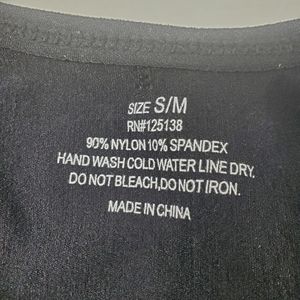 SIZE S/M
RN#125138
90% NYLON 10% SPANDEX
HAND WASH COLD WATER LINE DRY.
DO NOT BLEACH,DO NOT IRON.
MADE IN CHINA